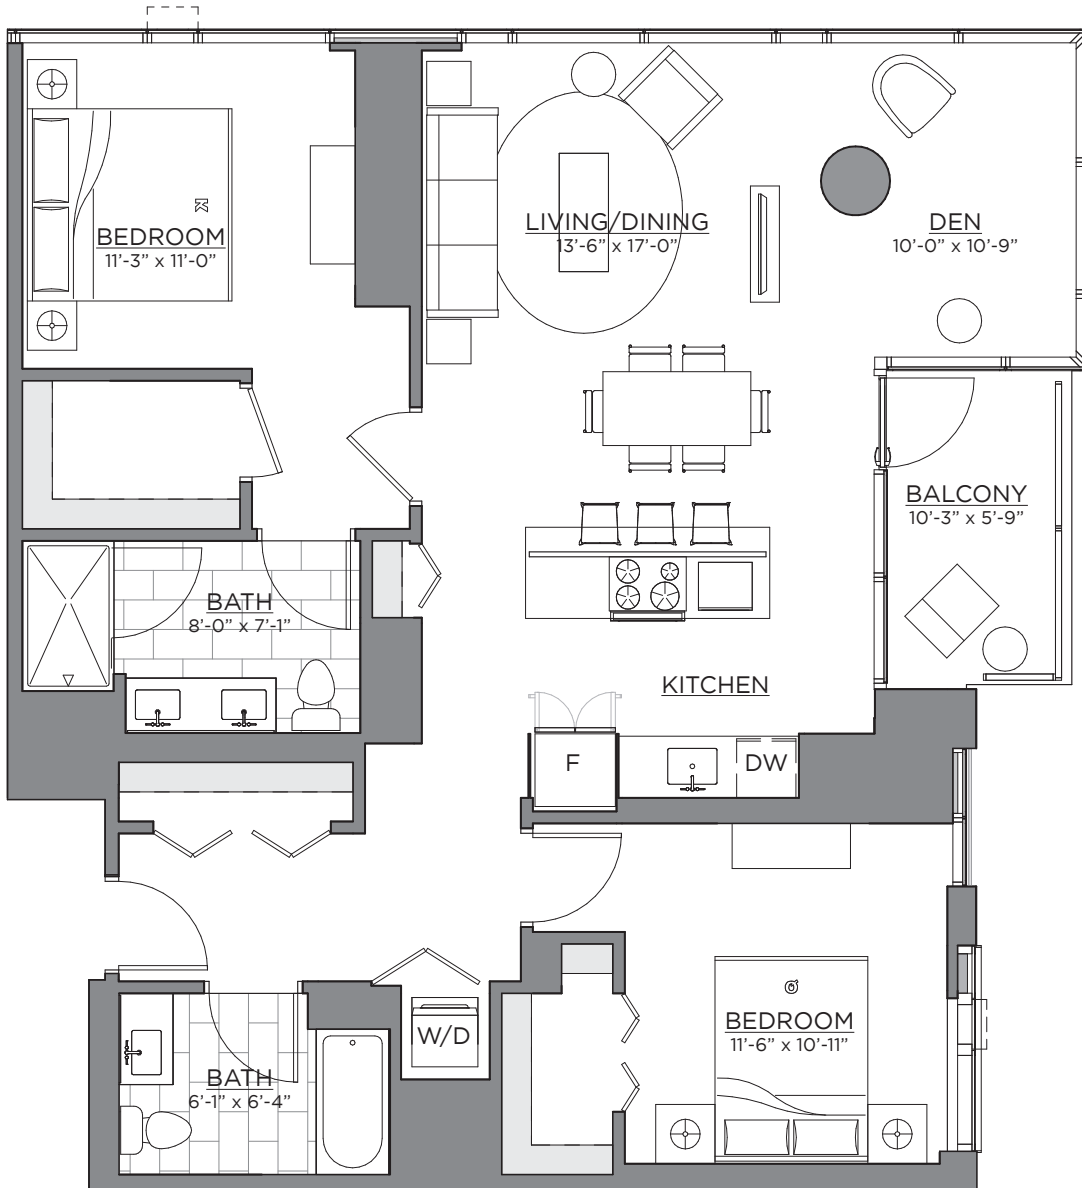 BEDROOM
11'-3" x 11'-0"
K
LIVING/DINING
13'-6" x 17'-0"
DEN
10'-0" x 10'-9"
BALCONY
10'-3" x 5'-9"
BATH
8'-0" x 7'-1"
KITCHEN
F
DW
W/D
BEDROOM
11'-6" x 10'-11"
BATH
6'-1" x 6'-4"